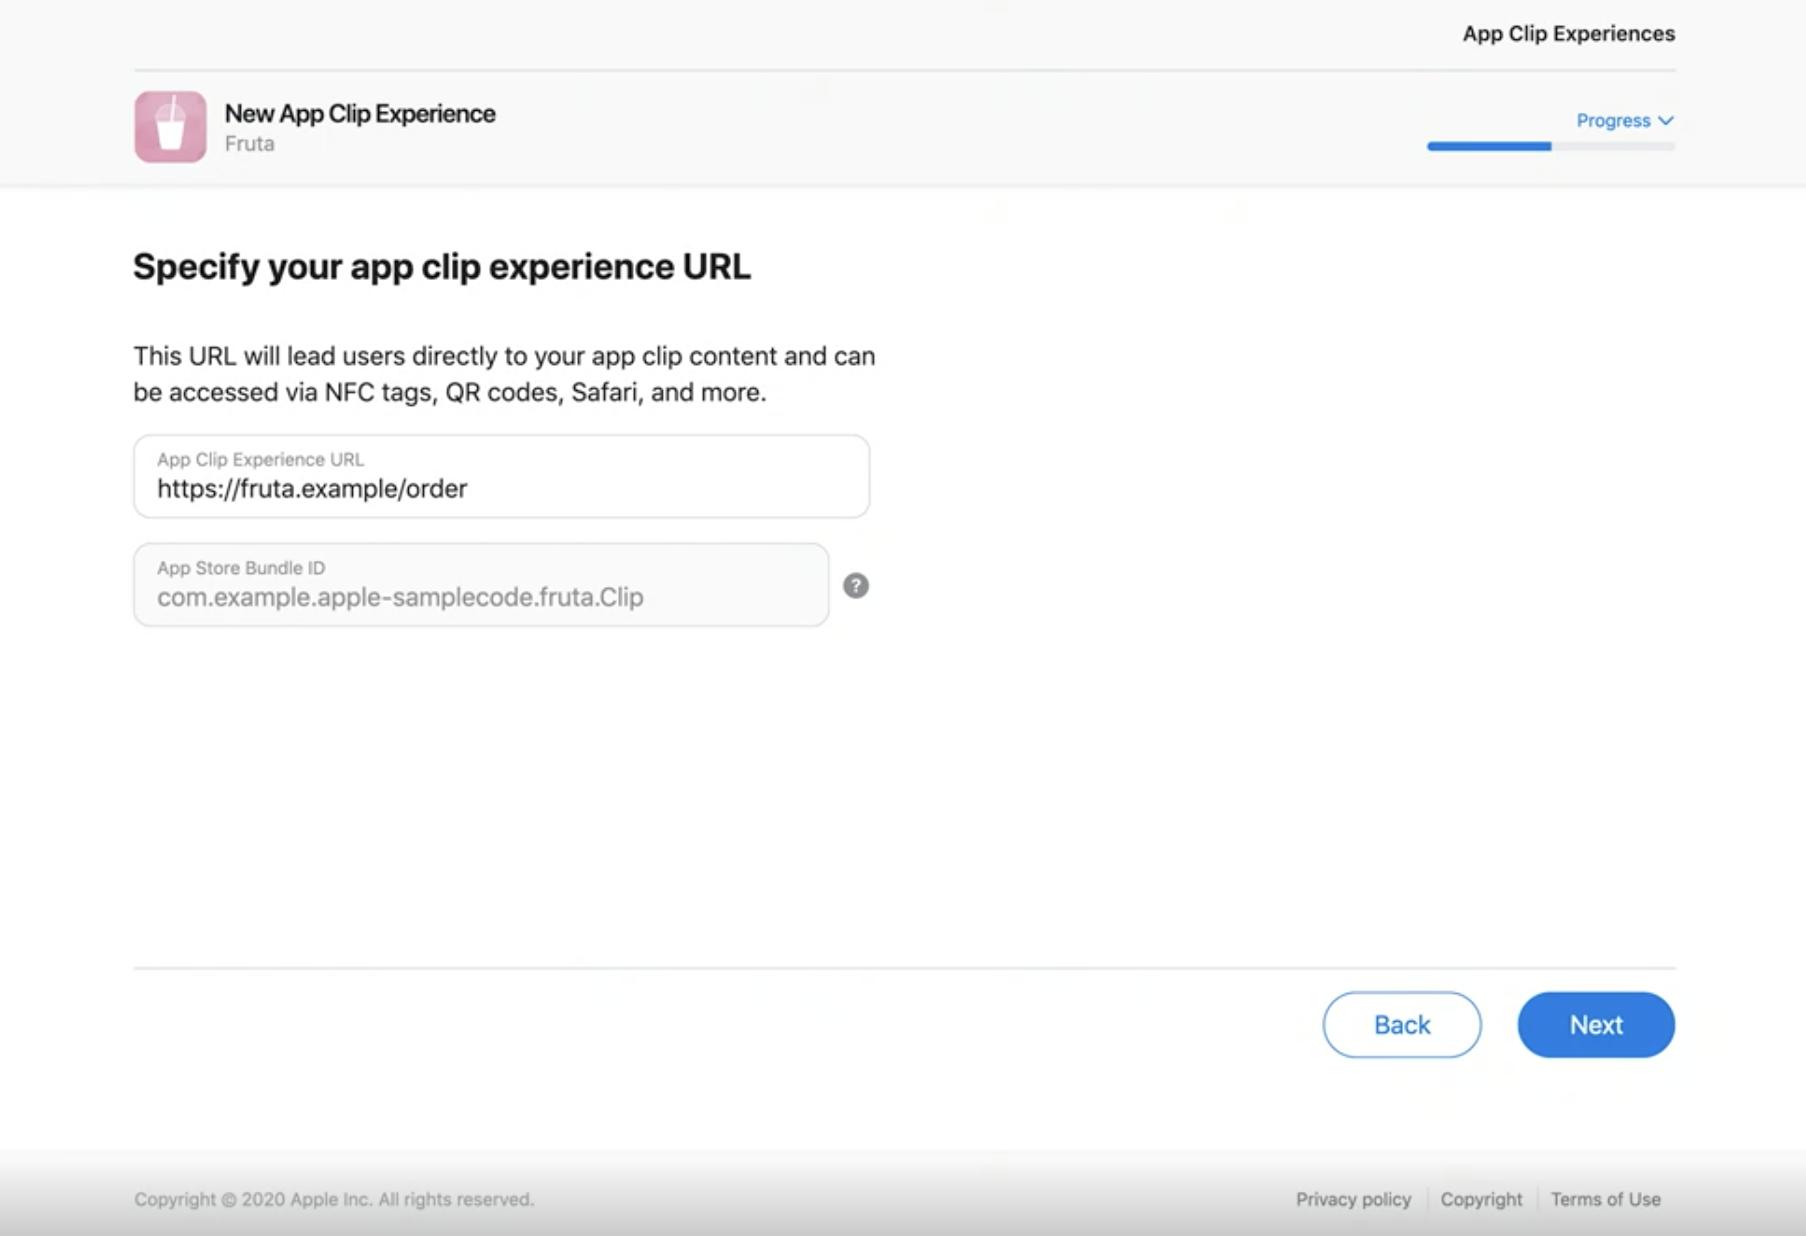 App Clip Experiences
New App Clip Experience
Fruta
Progress
Specify your app clip experience URL
This URL will lead users directly to your app clip content and can
be accessed via NFC tags, QR codes, Safari, and more.
App Clip Experience URL
https://fruta.example/order
App Store Bundle ID
com.example.apple-samplecode.fruta.Clip
?
Back
Next
Copyright © 2020 Apple Inc. All rights reserved.
Privacy policy
Copyright
Terms of Use